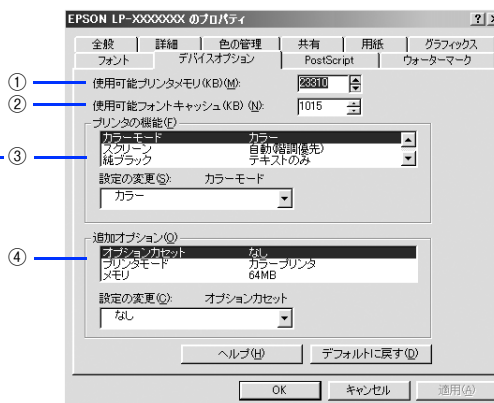 EPSON LP-XXXXXXX のプロパティ
全般 詳細 色の管理 共有 用紙 グラフィックス
フォント デバイスオプション PostScript ウォーターマーク
① 使用可能プリンタメモリ(KB)(M): 23310
② 使用可能フォントキャッシュ(KB) (N): 1015
プリンタの機能(F)
カラーモード カラー
③ スクリーン 自動(階調優先)
純ブラック テキストのみ
設定の変更(S): カラーモード
カラー
追加オプション(O)
④ オプションカセット なし
プリンタモード カラープリンタ
メモリ 64MB
設定の変更(C): オプションカセット
なし
ヘルプ(H) デフォルトに戻す(D)
OK キャンセル 適用(A)